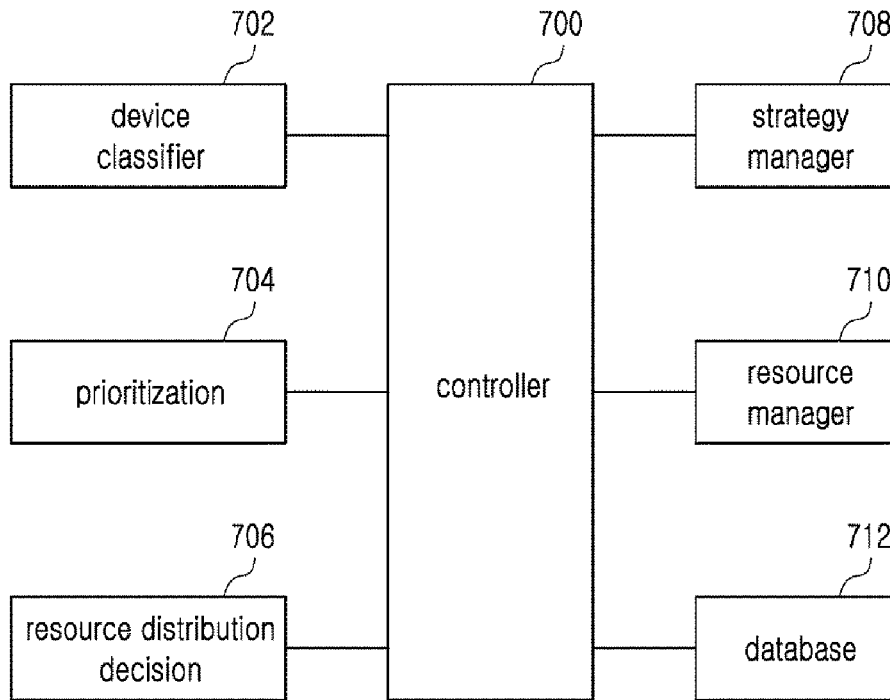 702
700
708
device
classifier
strategy
manager
704
710
prioritization
controller
resource
manager
706
712
resource distribution
decision
database